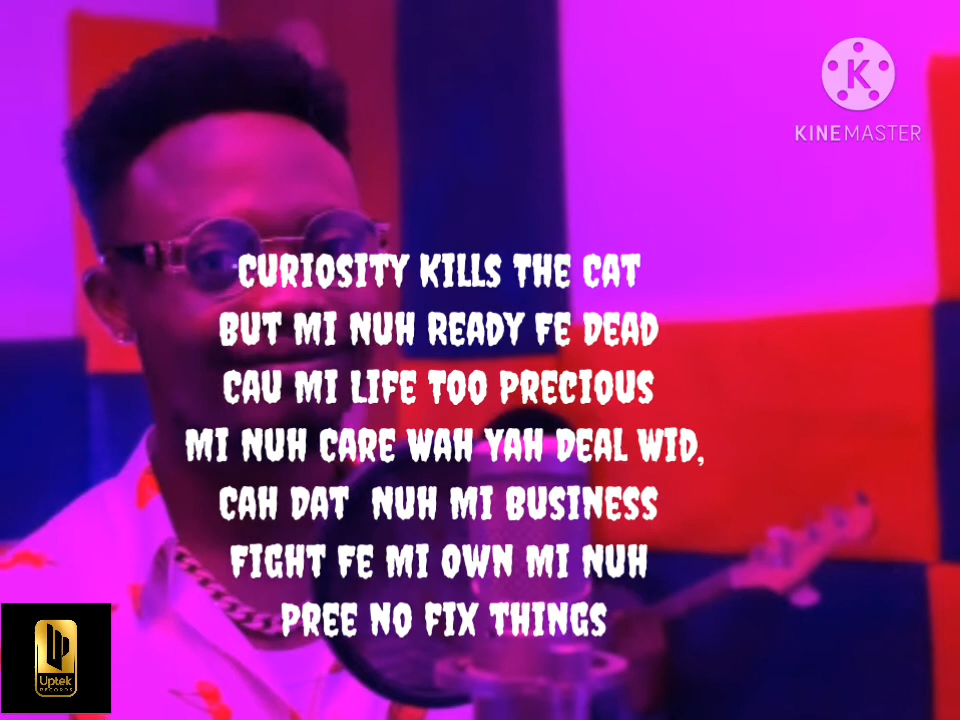 KINEMASTER
CURIOSITY KILLS THE CAT
BUT MI NUH READY FE DEAD
CAU MI LIFE TOO PRECIOUS
MI NUH CARE WAH YAH DEAL WID,
CAH DAT NUH MI BUSINESS
FIGHT FE MI OWN MI NUH
PREE NO FIX THINGS
Uptek
RECORDS